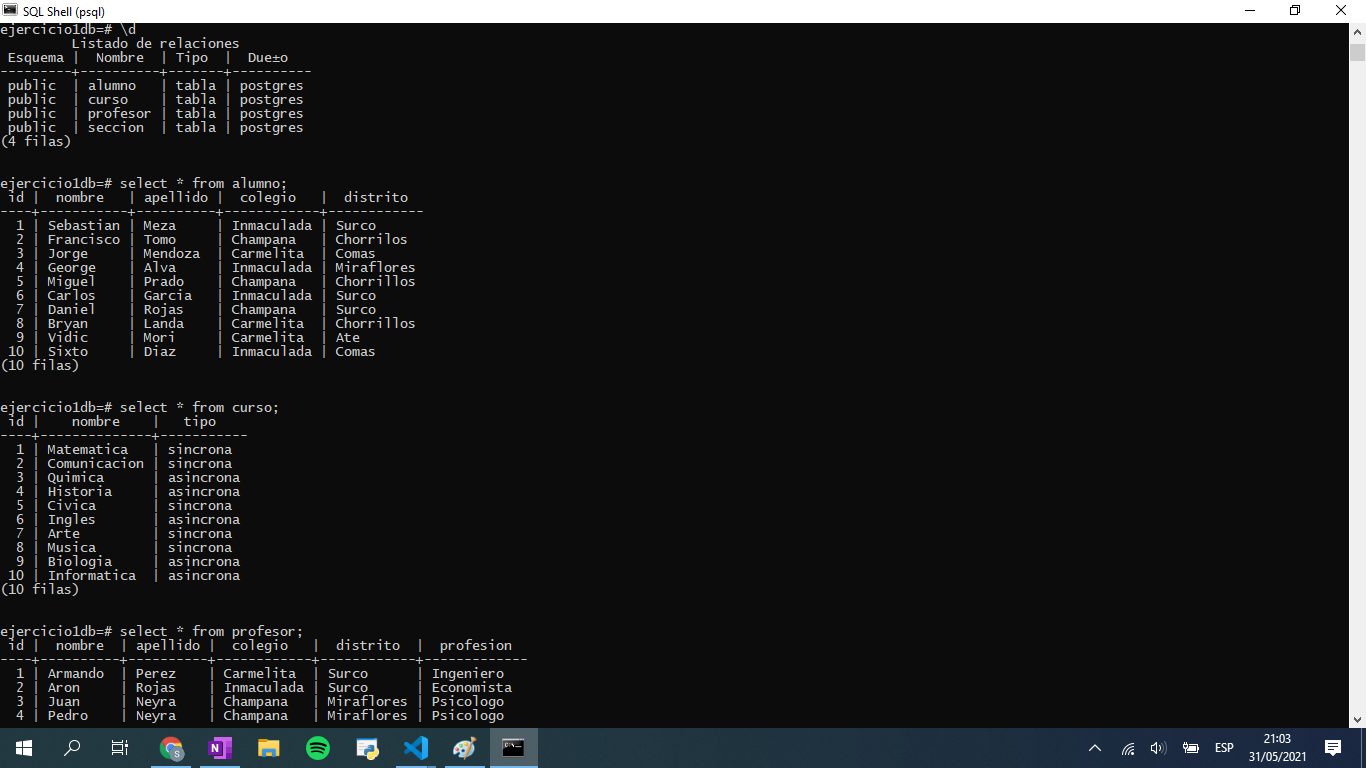 SQL Shell (psql)
ejercicio1db=# \d
Listado de relaciones
Esquema | Nombre | Tipo | Due±o
---------+----------+-------+----------
public | alumno | tabla | postgres
public | curso | tabla | postgres
public | profesor | tabla | postgres
public | seccion | tabla | postgres
(4 filas)
ejercicio1db=# select * from alumno;
id | nombre | apellido | colegio | distrito
----+-----------+----------+------------+------------
1 | Sebastian | Meza | Inmaculada | Surco
2 | Francisco | Tomo | Champana | Chorrilos
3 | Jorge | Mendoza | Carmelita | Comas
4 | George | Alva | Inmaculada | Miraflores
5 | Miguel | Prado | Champana | Chorrillos
6 | Carlos | Garcia | Inmaculada | Surco
7 | Daniel | Rojas | Champana | Surco
8 | Bryan | Landa | Carmelita | Chorrillos
9 | Vidic | Mori | Carmelita | Ate
10 | Sixto | Diaz | Inmaculada | Comas
(10 filas)
ejercicio1db=# select * from curso;
id | nombre | tipo
----+--------------+-----------
1 | Matematica | sincrona
2 | Comunicacion | sincrona
3 | Quimica | asincrona
4 | Historia | asincrona
5 | Civica | sincrona
6 | Ingles | asincrona
7 | Arte | sincrona
8 | Musica | sincrona
9 | Biologia | asincrona
10 | Informatica | asincrona
(10 filas)
ejercicio1db=# select * from profesor;
id | nombre | apellido | colegio | distrito | profesion
----+----------+----------+------------+------------+-------------
1 | Armando | Perez | Carmelita | Surco | Ingeniero
2 | Aron | Rojas | Inmaculada | Surco | Economista
3 | Juan | Neyra | Champana | Miraflores | Psicologo
4 | Pedro | Neyra | Champana | Miraflores | Psicologo
S
N
C:\.
ESP
21:03
31/05/2021